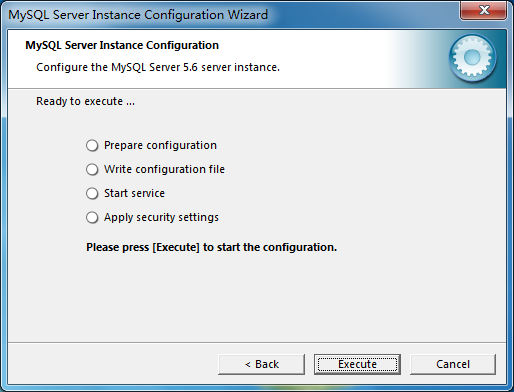 MySQL Server Instance Configuration Wizard
MySQL Server Instance Configuration
Configure the MySQL Server 5.6 server instance.
Ready to execute ...
Prepare configuration
Write configuration file
Start service
Apply security settings
Please press [Execute] to start the configuration.
< Back
Execute
Cancel